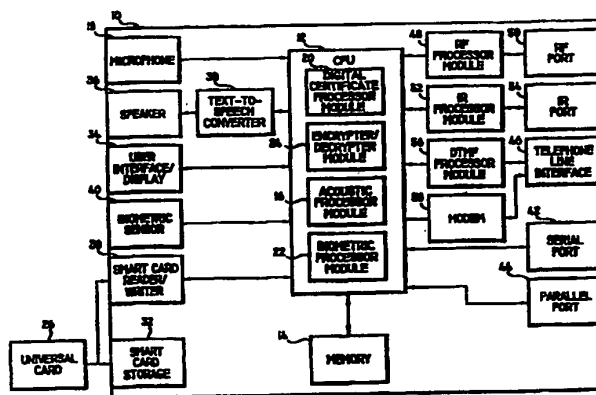 10
18
MICROPHONE
36
SPEAKER
38
TEXT-TO-
SPEECH
CONVERTER
34
USER
INTERFACE/
DISPLAY
40
BIOMETRIC
SENSOR
SMART CARD
READER/
WRITER
26
UNIVERSAL
CARD
32
SMART
CARD
STORAGE
12
CPU
20
DIGITAL
CERTIFICATE
PROCESSOR
MODULE
24
ENCRYPTER/
DECRYPTER
MODULE
16
ACOUSTIC
PROCESSOR
MODULE
22
BIOMETRIC
PROCESSOR
MODULE
14
MEMORY
48
RF
PROCESSOR
MODULE
50
RF
PORT
52
IR
PROCESSOR
MODULE
54
IR
PORT
56
DTMF
PROCESSOR
MODULE
TELEPHONE
LINE
INTERFACE
MODEM
42
SERIAL
PORT
44
PARALLEL
PORT